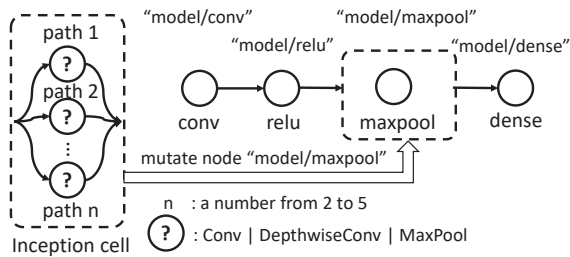 "model/conv"
"model/maxpool"
path 1
"model/relu"
"model/dense"
?
path 2
?
conv
relu
maxpool
dense
⋮
mutate node "model/maxpool"
?
path n
n : a number from 2 to 5
? : Conv | DepthwiseConv | MaxPool
Inception cell